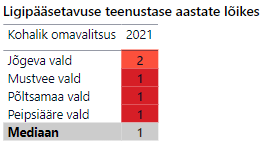 Ligipääsetavuse teenustase aastate lõikes
Kohalik omavalitsus 2021
Jõgeva vald 2
Mustvee vald 1
Põltsamaa vald 1
Peipsiääre vald 1
Mediaan 1